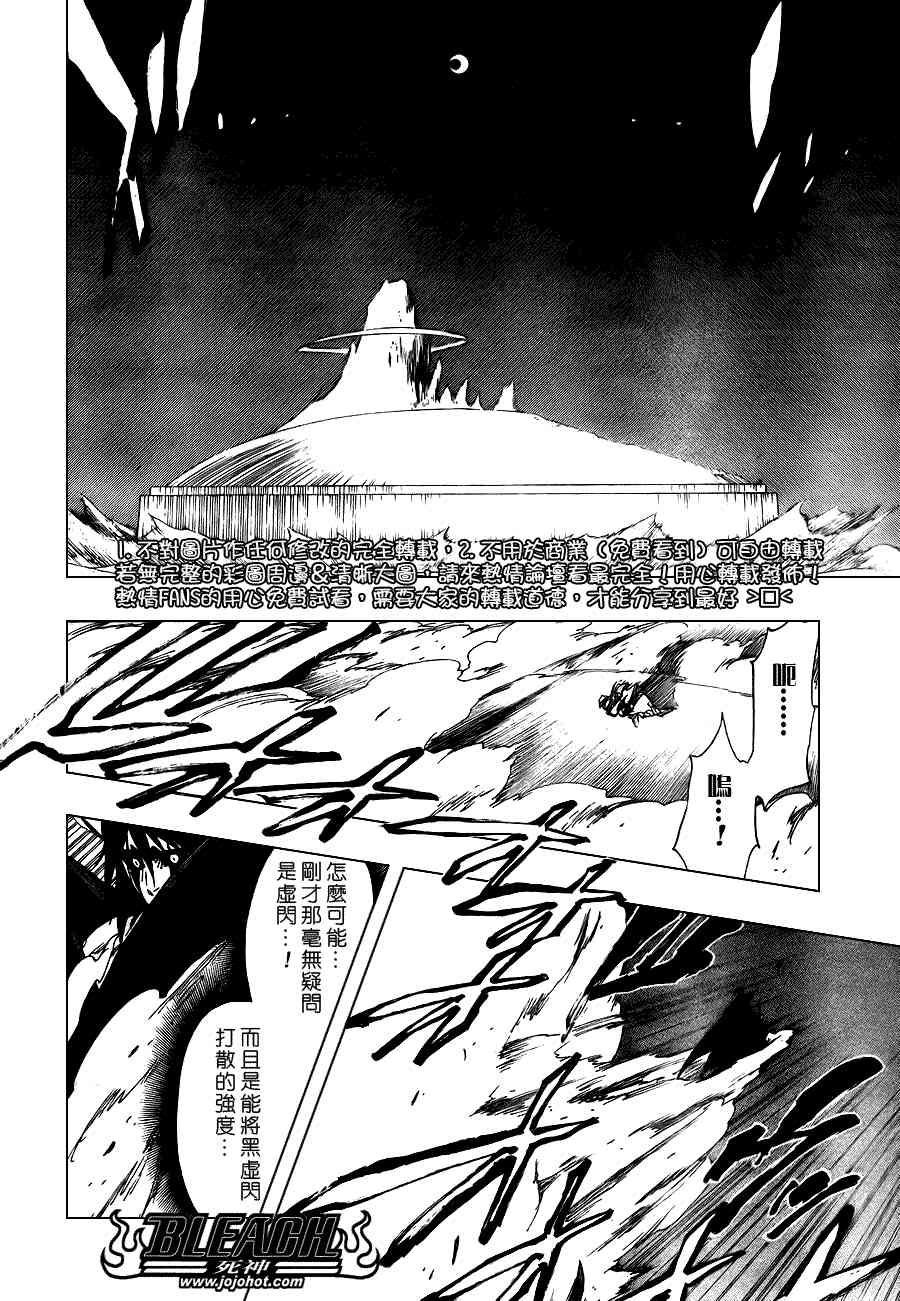 1. 不對圖片作任何修改的完全轉載；2. 不用於商業（免費看到）可自由轉載
若無完整的彩圖周邊&清晰大圖，請來熱情論壇看最完全！用心轉載發佈！
熱情FANS的用心免費試看，需要大家的轉載道德，才能分享到最好 >口<
呃……
嗚…！
怎麼可能…
剛才那毫無疑問
是虛閃…！
而且是能將黑虛閃
打散的強度…
BLEACH
死神
www.jojohot.com